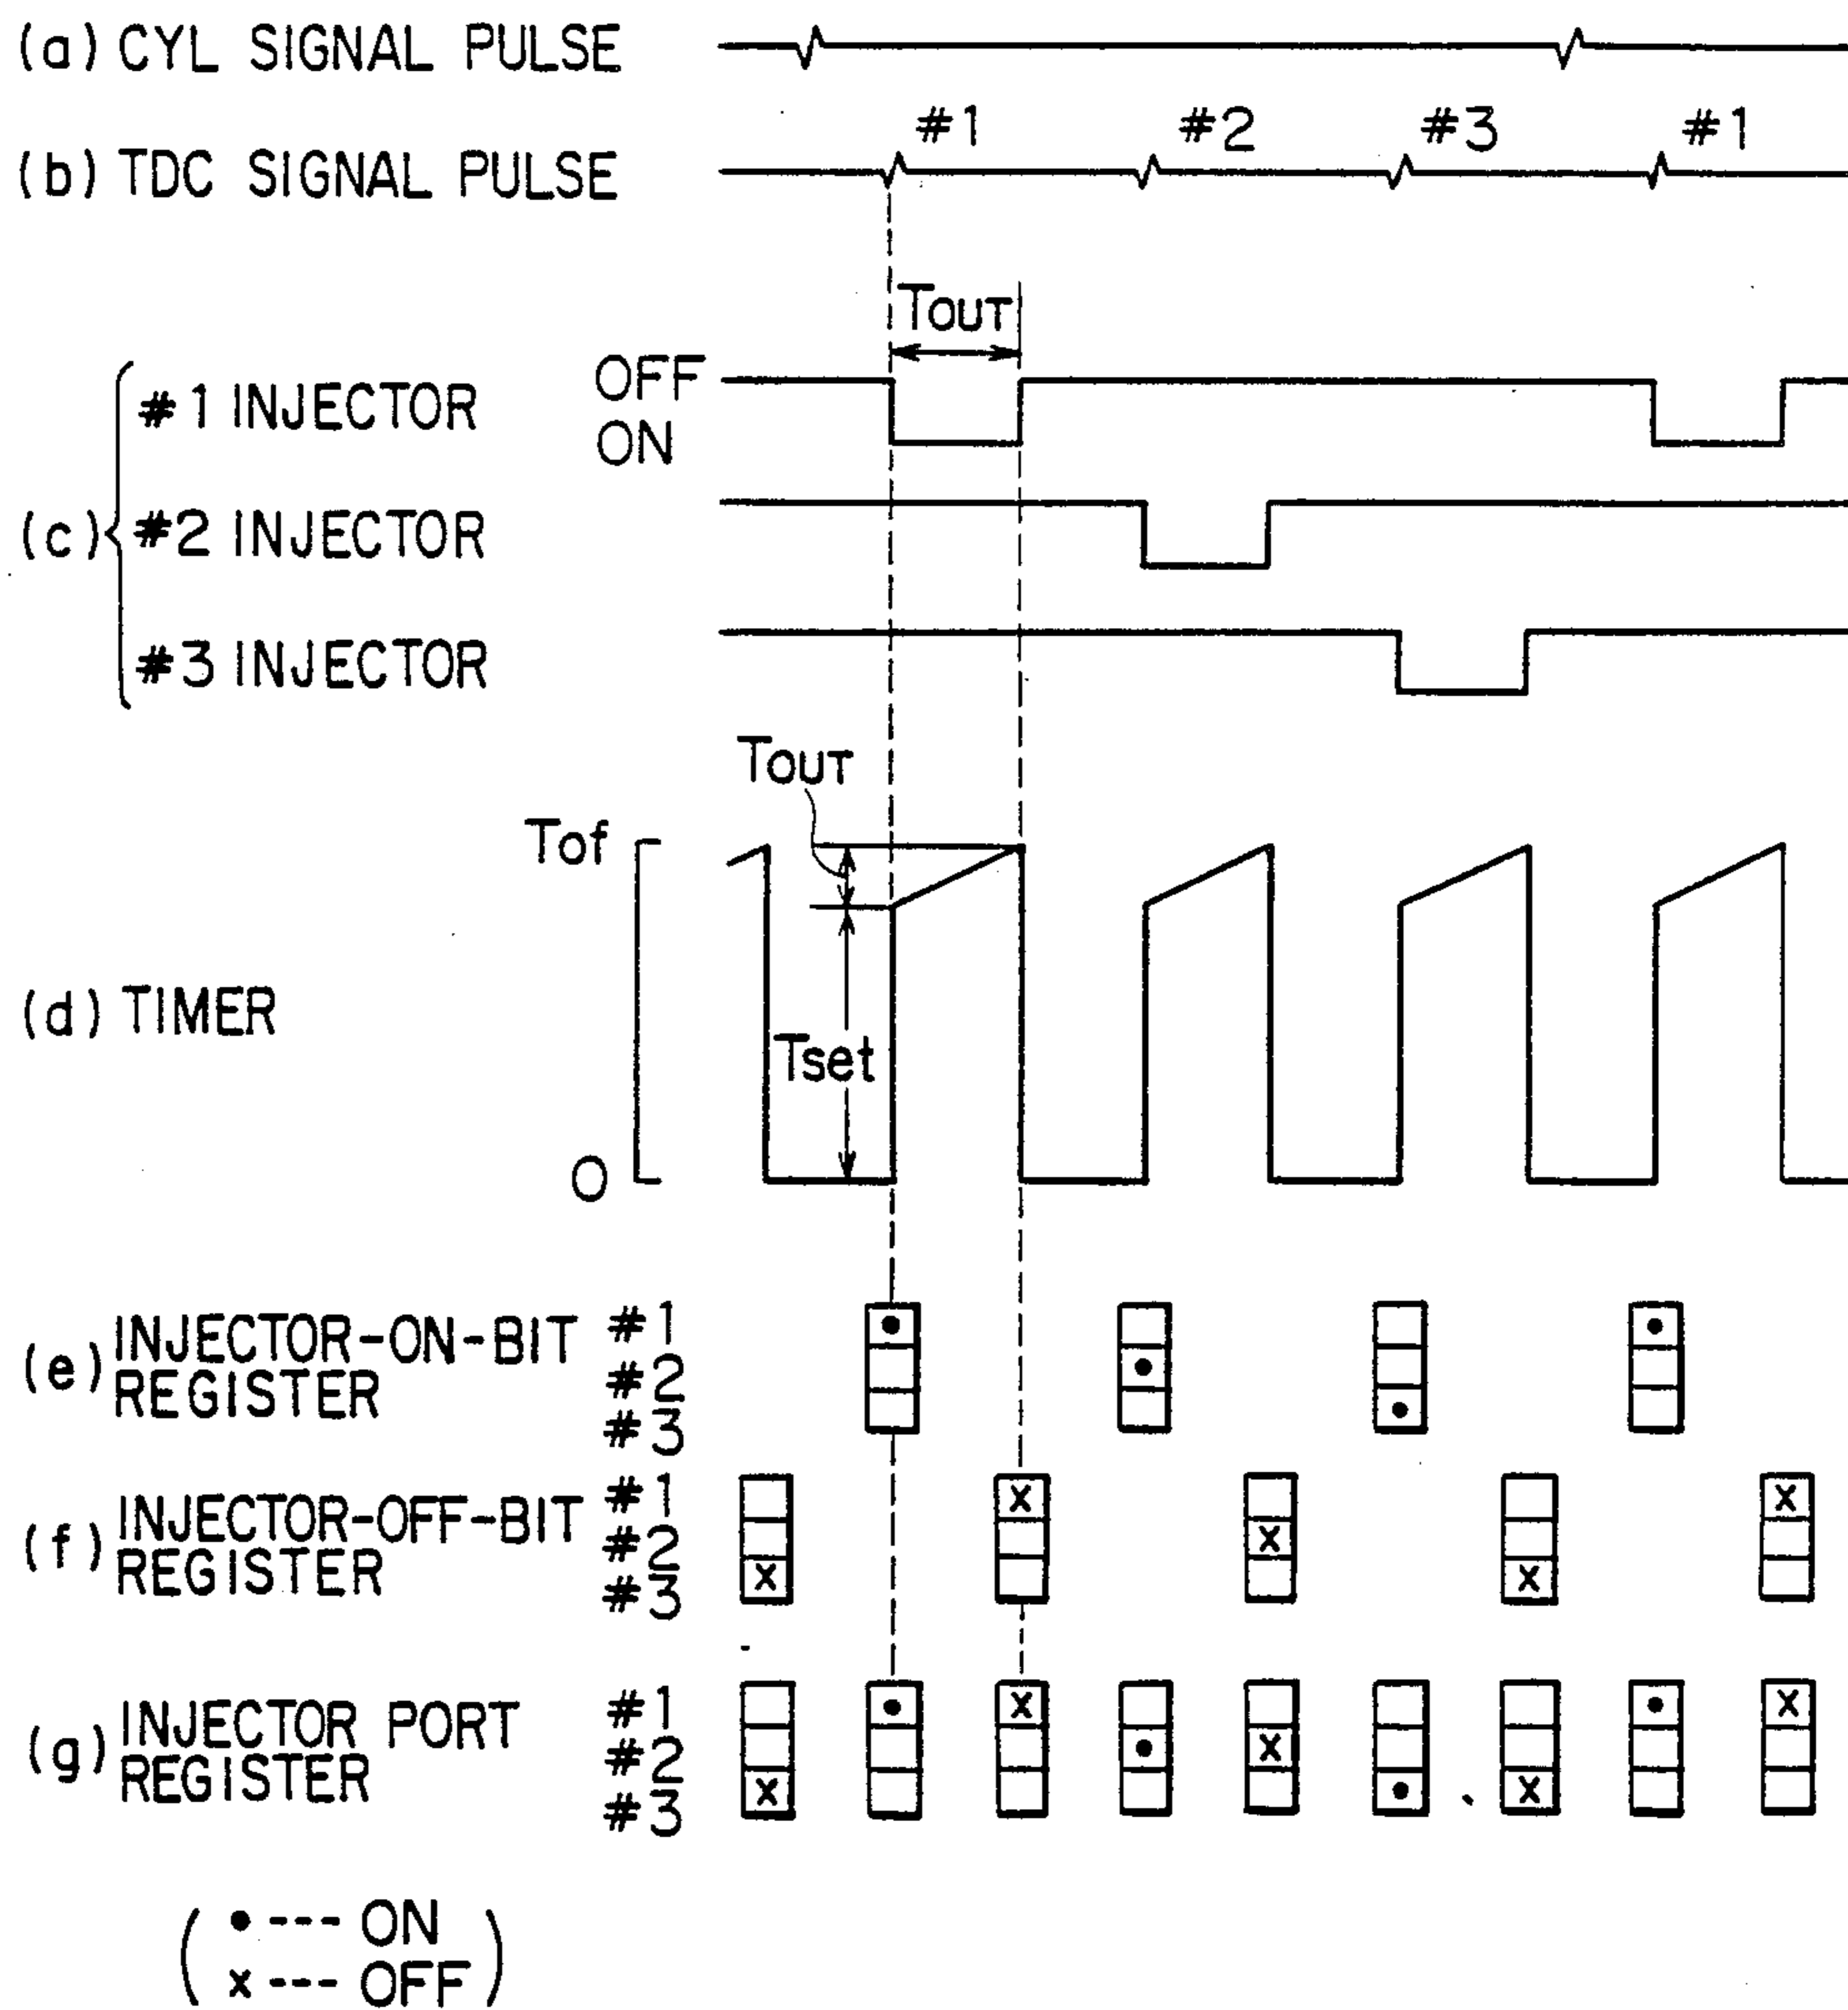 (a) CYL SIGNAL PULSE
#1 #2 #3 #1
(b) TDC SIGNAL PULSE
TOUT
(c)
#1 INJECTOR
OFF
ON
#2 INJECTOR
#3 INJECTOR
TOUT
Tof
(d) TIMER
Tset
0
(e) INJECTOR-ON-BIT
REGISTER
#1
#2
#3
(f) INJECTOR-OFF-BIT
REGISTER
#1
#2
#3
(g) INJECTOR PORT
REGISTER
#1
#2
#3
( • --- ON
x --- OFF )